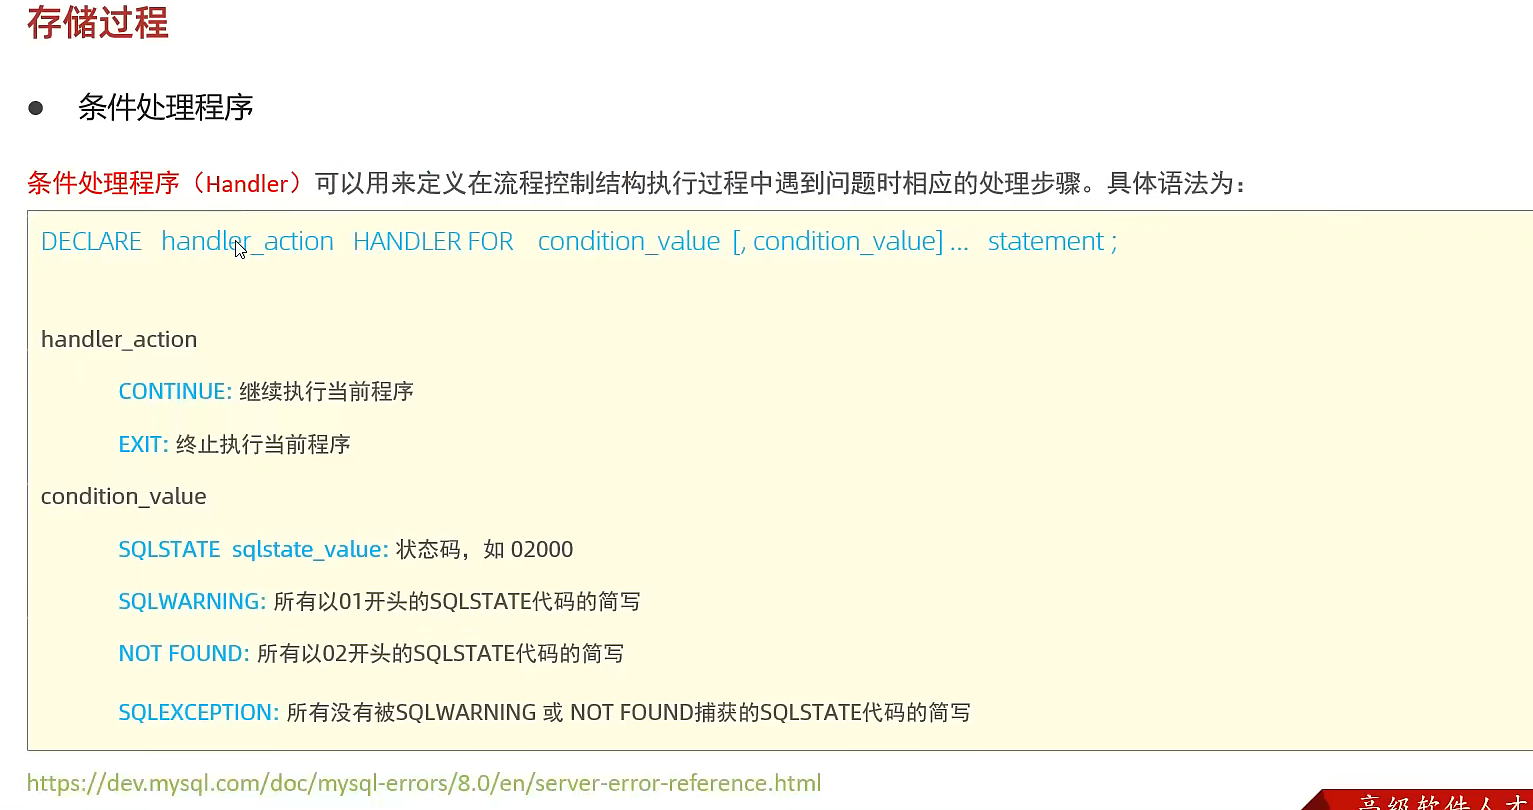 存储过程
● 条件处理程序
条件处理程序（Handler）可以用来定义在流程控制结构执行过程中遇到问题时相应的处理步骤。具体语法为：
DECLARE handler_action HANDLER FOR condition_value [, condition_value] ... statement ;
handler_action
CONTINUE: 继续执行当前程序
EXIT: 终止执行当前程序
condition_value
SQLSTATE sqlstate_value: 状态码，如 02000
SQLWARNING: 所有以01开头的SQLSTATE代码的简写
NOT FOUND: 所有以02开头的SQLSTATE代码的简写
SQLEXCEPTION: 所有没有被SQLWARNING 或 NOT FOUND捕获的SQLSTATE代码的简写
https://dev.mysql.com/doc/mysql-errors/8.0/en/server-error-reference.html
高级软件人才